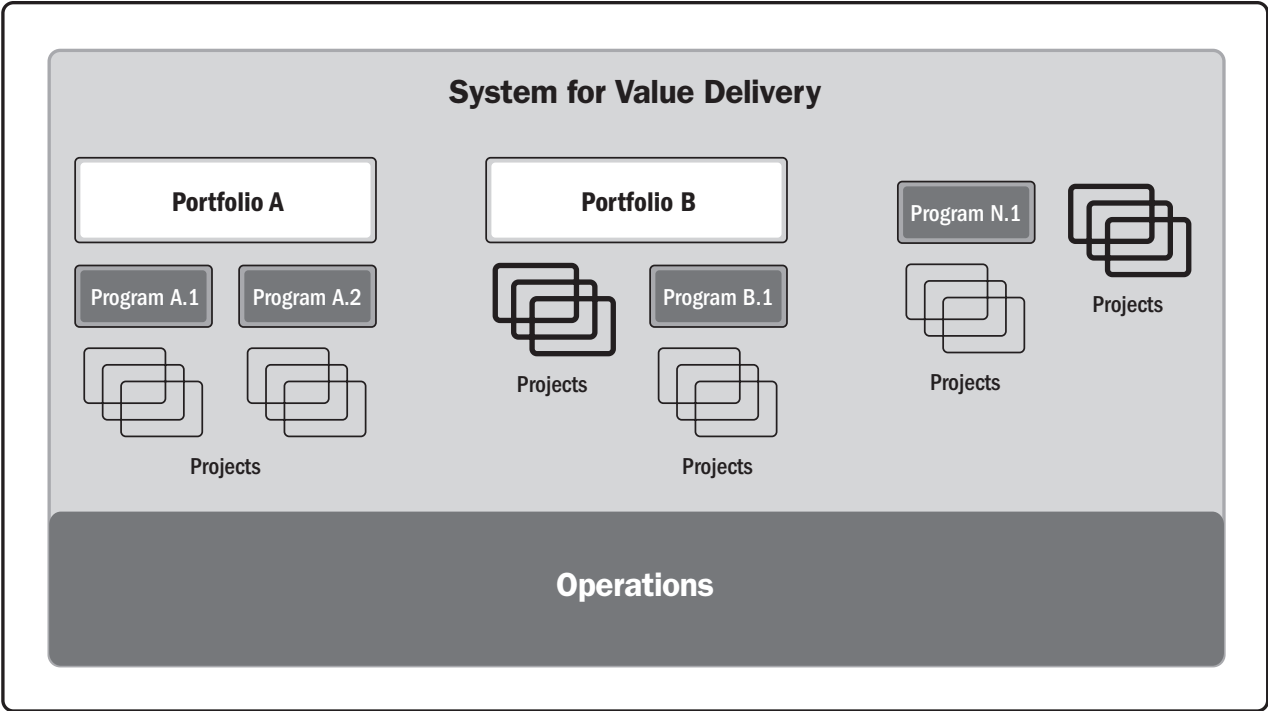 System for Value Delivery
Portfolio A
Portfolio B
Program N.1
Program A.1
Program A.2
Program B.1
Projects
Projects
Projects
Projects
Projects
Operations